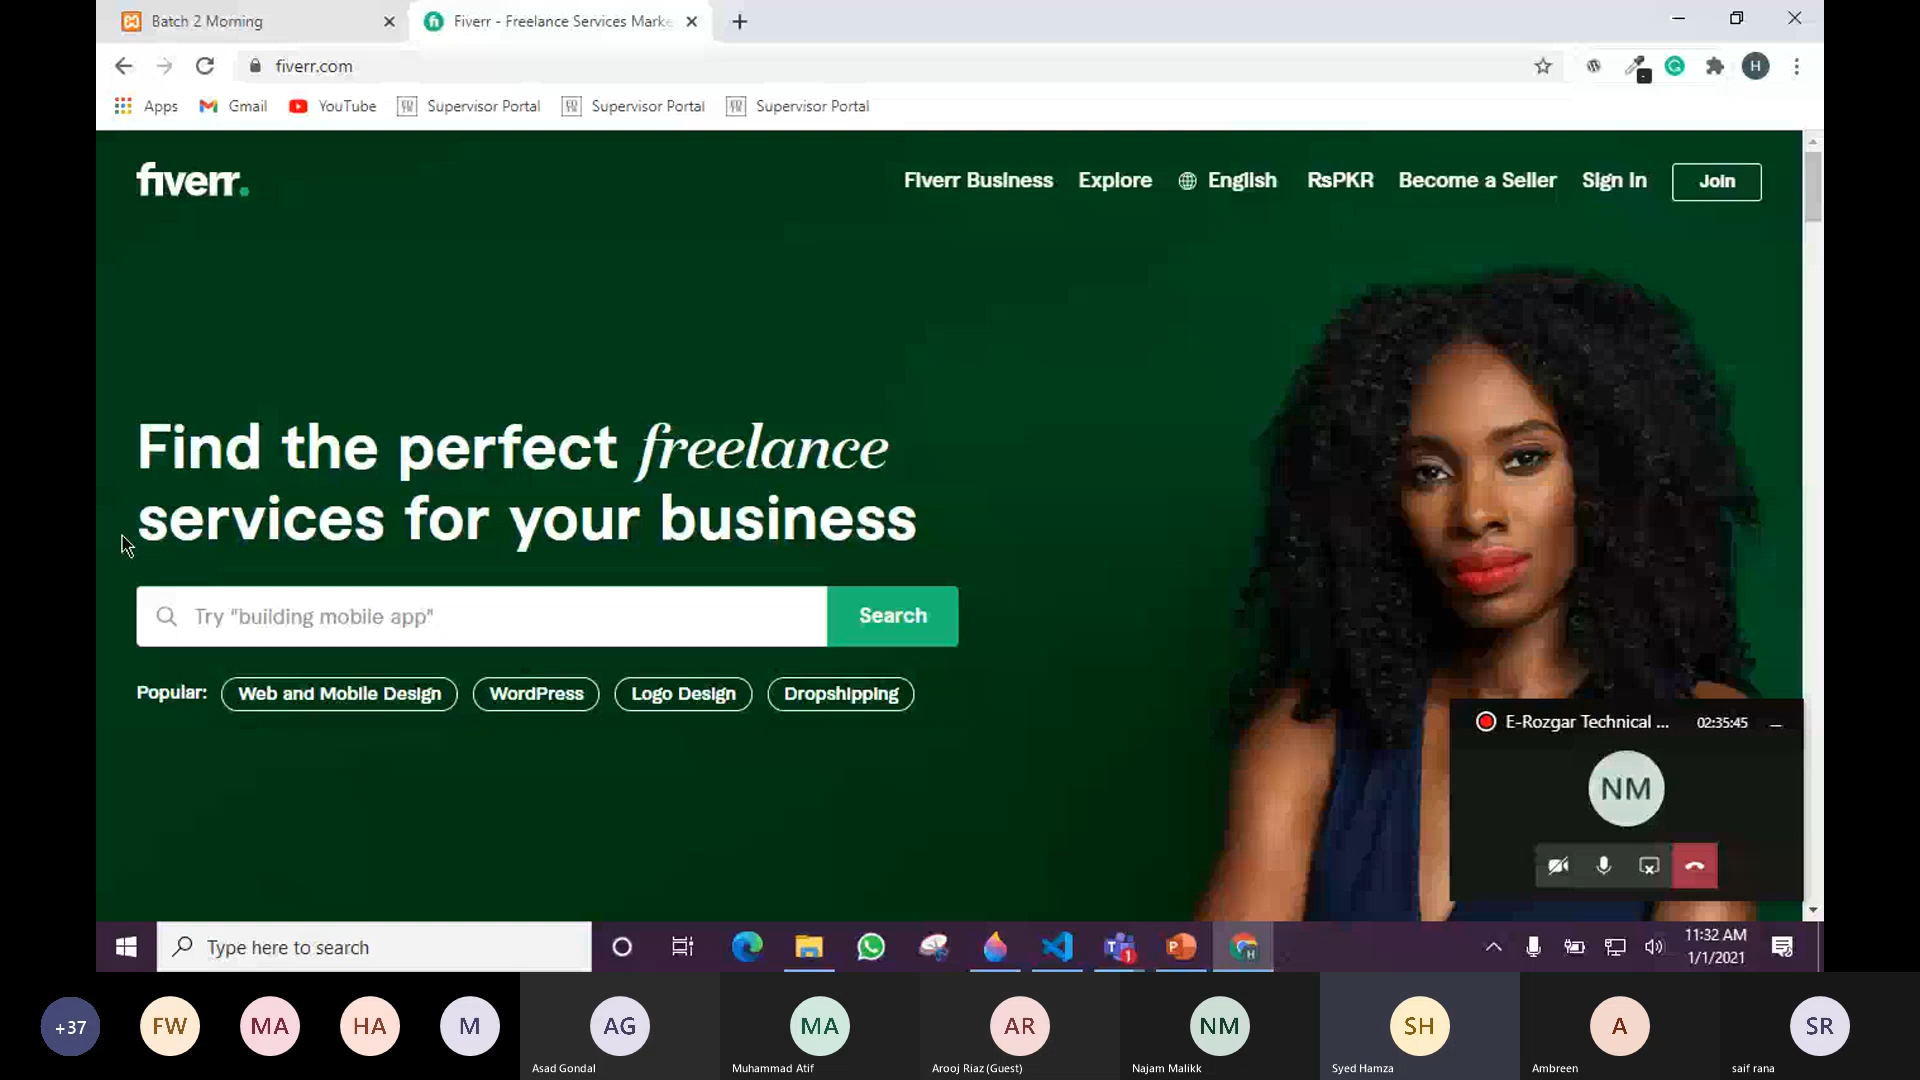 Batch 2 Morning
Fiverr - Freelance Services Marke
fiverr.com
H
Apps
Gmail
YouTube
Supervisor Portal
Supervisor Portal
Supervisor Portal
fiverr.
Fiverr Business
Explore
English
RsPKR
Become a Seller
Sign in
Join
Find the perfect freelance
services for your business
Try "building mobile app"
Search
Popular:
Web and Mobile Design
WordPress
Logo Design
Dropshipping
E-Rozgar Technical ...
02:35:45
NM
Type here to search
1
H
11:32 AM
1/1/2021
+37
FW
MA
HA
M
AG
Asad Gondal
MA
Muhammad Atif
AR
Arooj Riaz (Guest)
NM
Najam Malikk
SH
Syed Hamza
A
Ambreen
SR
saif rana